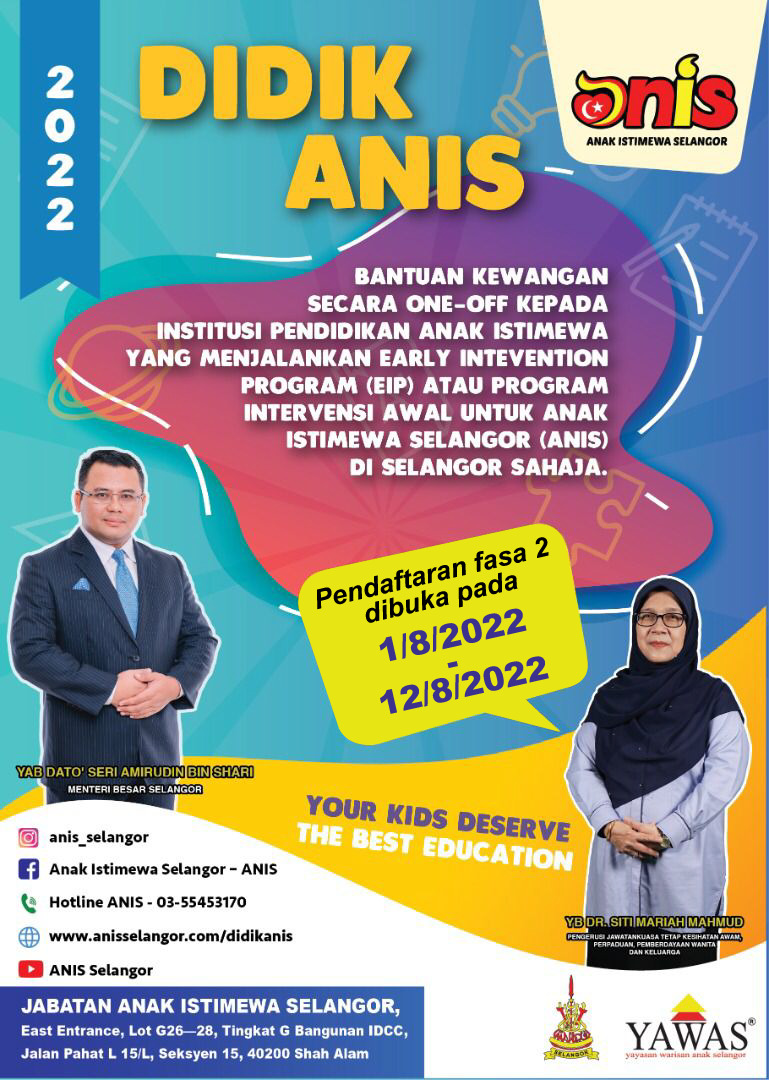 2022
DIDIK
ANIS
anis
ANAK ISTIMEWA SELANGOR
BANTUAN KEWANGAN
SECARA ONE-OFF KEPADA
INSTITUSI PENDIDIKAN ANAK ISTIMEWA
YANG MENJALANKAN EARLY INTEVENTION
PROGRAM (EIP) ATAU PROGRAM
INTERVENSI AWAL UNTUK ANAK
ISTIMEWA SELANGOR (ANIS)
DI SELANGOR SAHAJA.
Pendaftaran fasa 2
dibuka pada
1/8/2022
-
12/8/2022
YAB DATO' SERI AMIRUDIN BIN SHARI
MENTERI BESAR SELANGOR
YOUR KIDS DESERVE
THE BEST EDUCATION
YB DR. SITI MARIAH MAHMUD
PENGERUSI JAWATANKUASA TETAP KESIHATAN AWAM,
PERPADUAN, PEMBERDAYAAN WANITA
DAN KELUARGA
anis_selangor
Anak Istimewa Selangor – ANIS
Hotline ANIS - 03-55453170
www.anisselangor.com/didikanis
ANIS Selangor
JABATAN ANAK ISTIMEWA SELANGOR,
East Entrance, Lot G26—28, Tingkat G Bangunan IDCC,
Jalan Pahat L 15/L, Seksyen 15, 40200 Shah Alam
SELANGOR
YAWAS®
yayasan warisan anak selangor